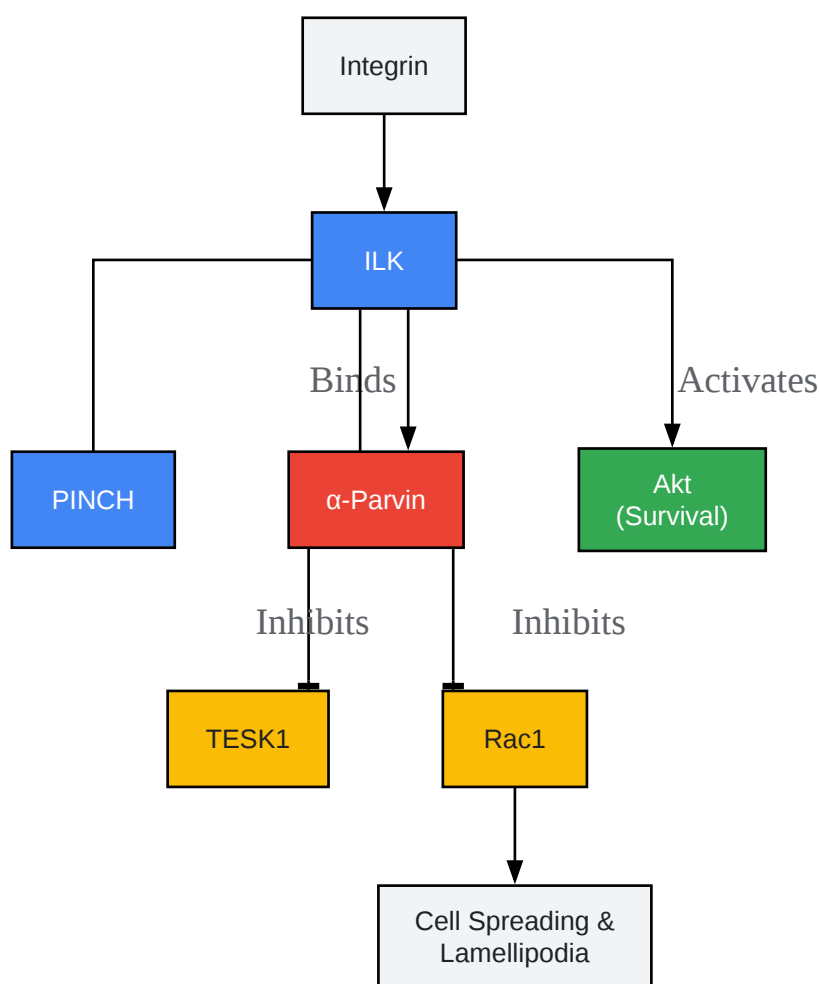 Integrin
ILK
Binds
Activates
PINCH
α-Parvin
Akt
(Survival)
Inhibits
Inhibits
TESK1
Rac1
Cell Spreading &
Lamellipodia